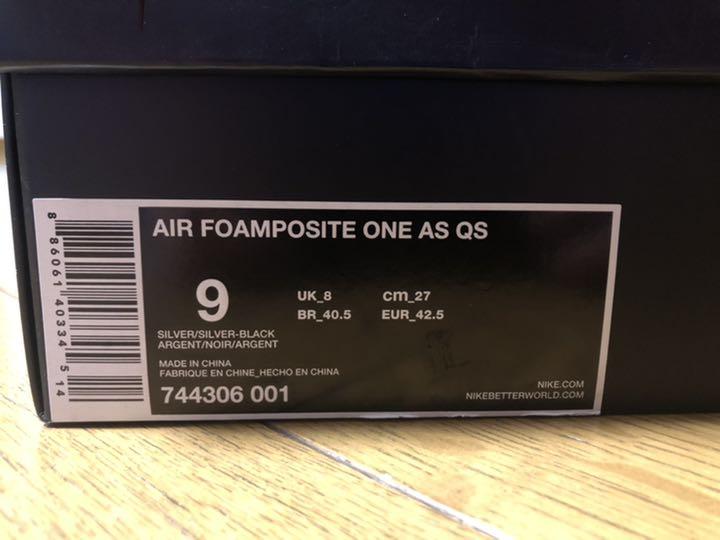 AIR FOAMPOSITE ONE AS QS
9
UK_8 cm_27
BR_40.5 EUR_42.5
SILVER/SILVER-BLACK
ARGENT/NOIR/ARGENT
MADE IN CHINA
FABRIQUE EN CHINE_HECHO EN CHINA
744306 001
NIKE.COM
NIKEBETTERWORLD.COM
8 86061 40334 5 14